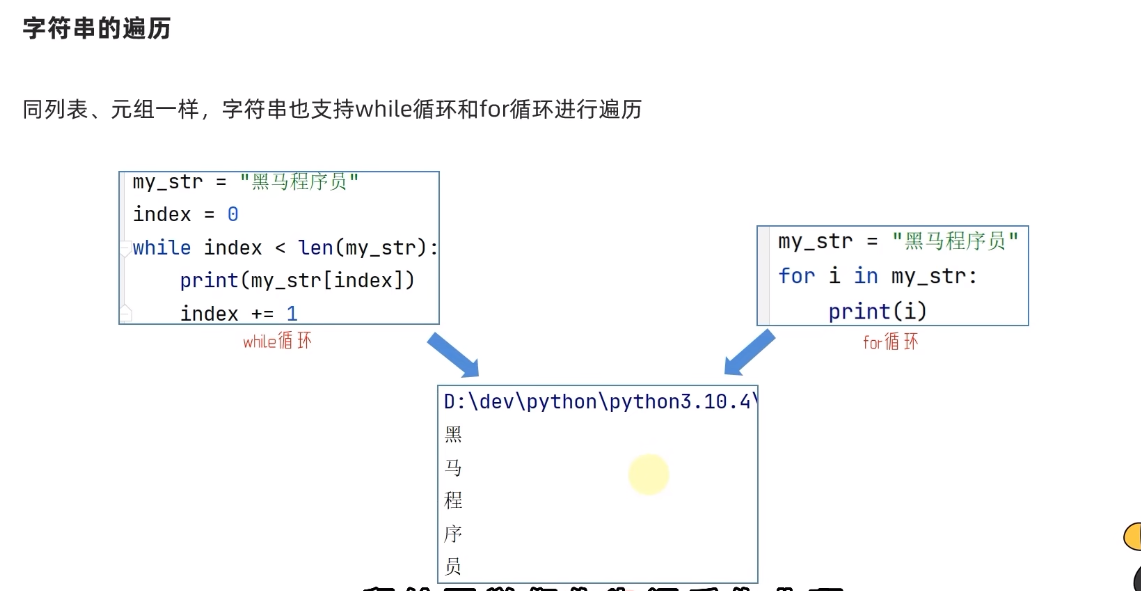 字符串的遍历
同列表、元组一样，字符串也支持while循环和for循环进行遍历
my_str = "黑马程序员"
index = 0
while index < len(my_str):
    print(my_str[index])
    index += 1
while循环
my_str = "黑马程序员"
for i in my_str:
    print(i)
for循环
D:\dev\python\python3.10.4\
黑
马
程
序
员